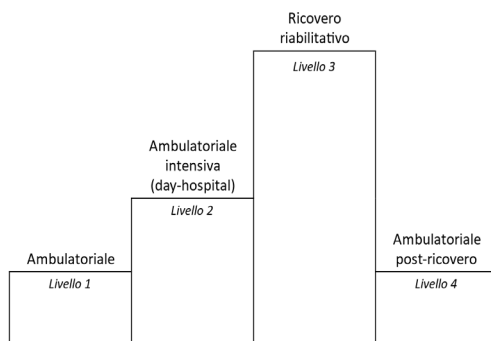 Ricovero
riabilitativo
Livello 3
Ambulatoriale
intensiva
(day-hospital)
Livello 2
Ambulatoriale
Livello 1
Ambulatoriale
post-ricovero
Livello 4